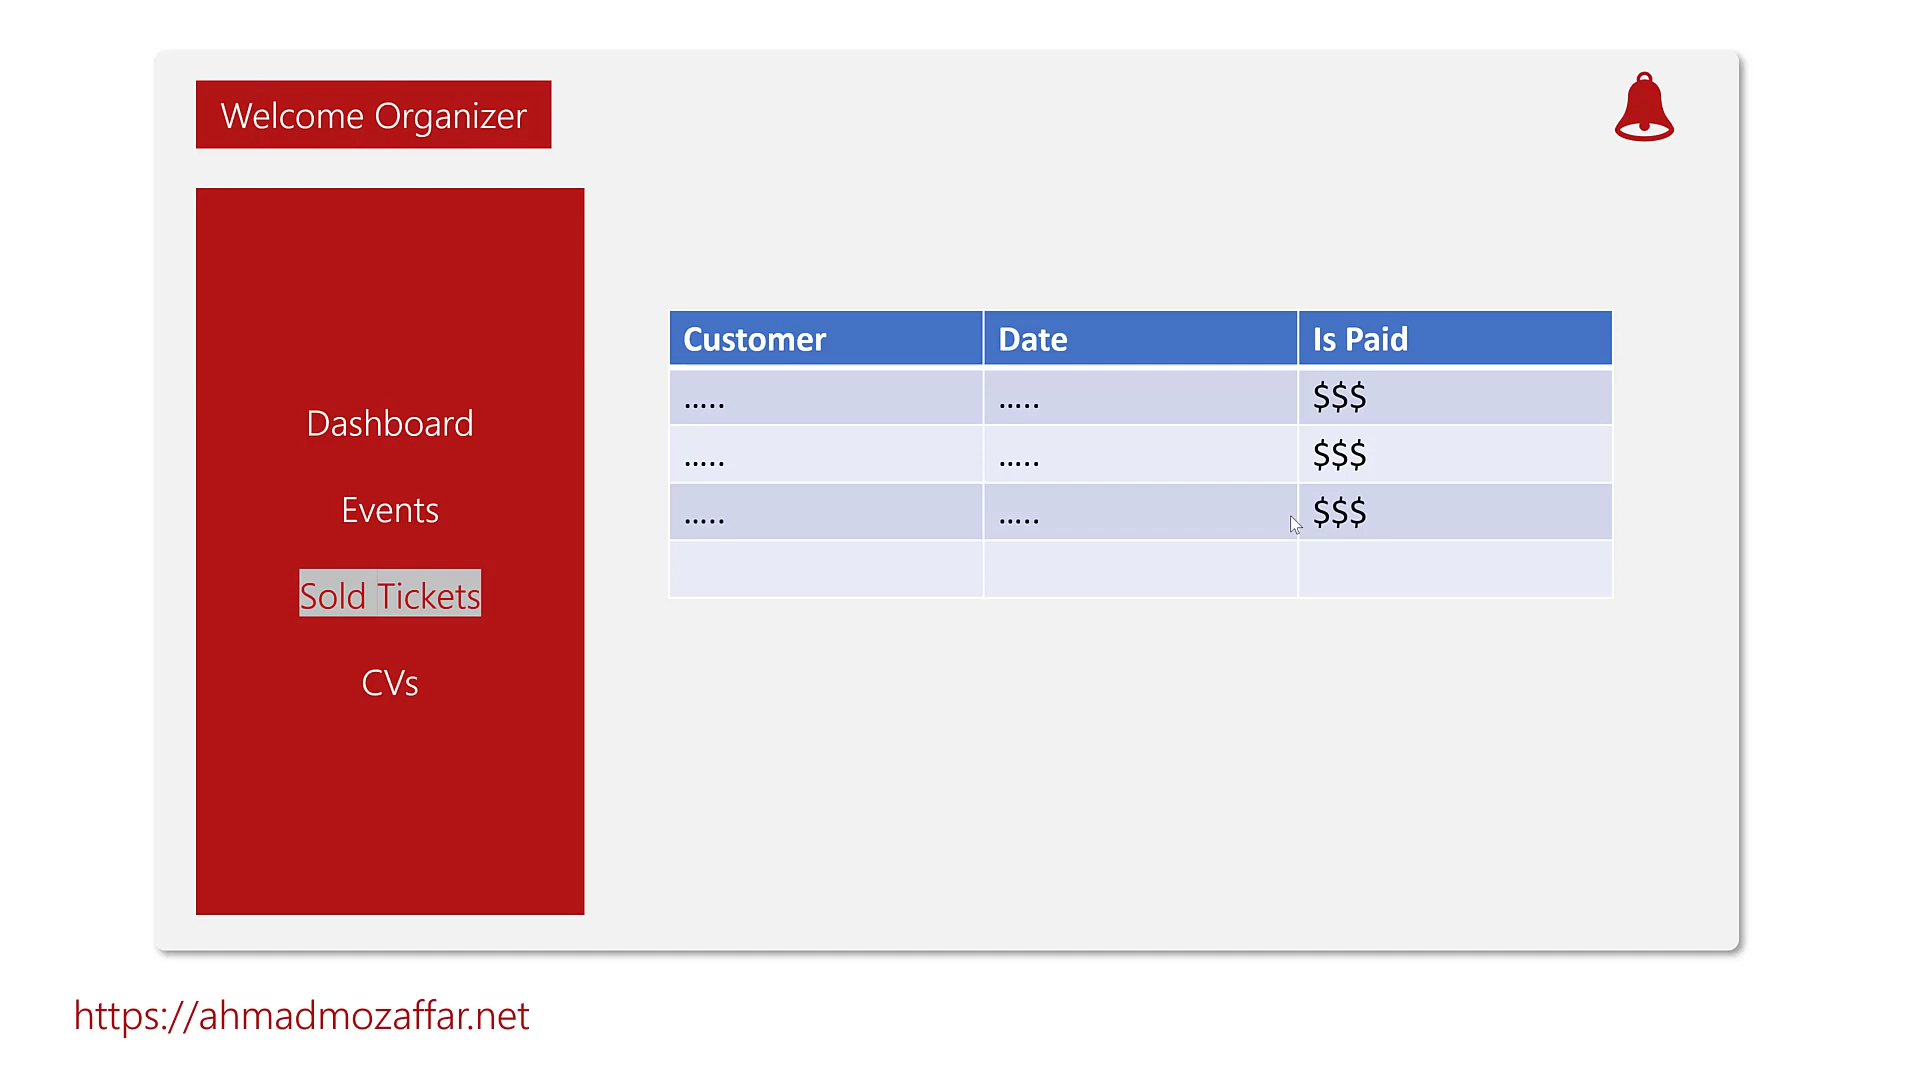 Welcome Organizer
Dashboard
Events
Sold Tickets
CVs
Customer Date Is Paid
..... ..... $$$
..... ..... $$$
..... ..... $$$
https://ahmadmozaffar.net